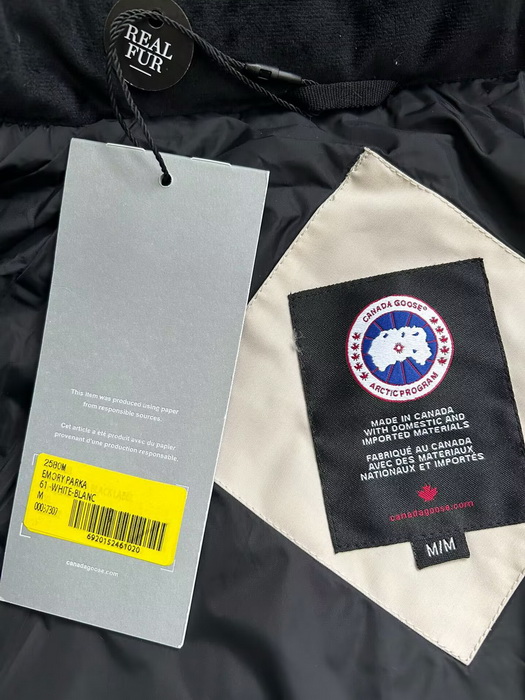 REAL
FUR
This item was produced using paper
from responsible sources.
Cet article a été produit avec du papier
provenant d'une production responsable.
2580M
EMORY PARKA
61-WHITE-BLANC
M
6920152461020
canadagoose.com
CANADA GOOSE®
ARCTIC PROGRAM
MADE IN CANADA
WITH DOMESTIC AND
IMPORTED MATERIALS
FABRIQUÉ AU CANADA
AVEC DES MATERIAUX
NATIONAUX ET IMPORTÉS
canadagoose.com
M/M